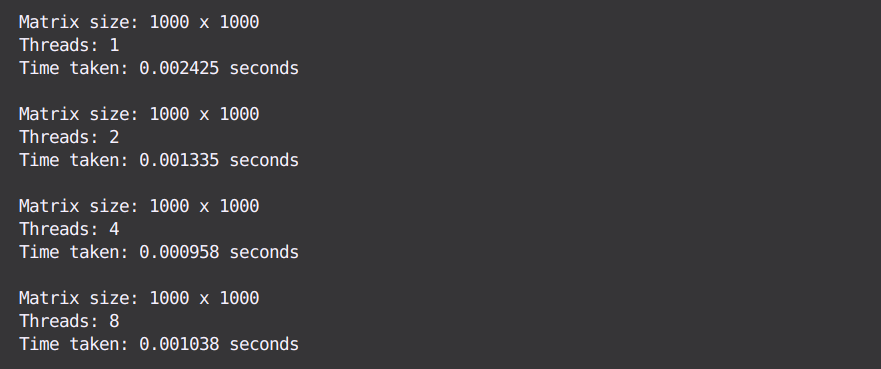 Matrix size: 1000 x 1000
Threads: 1
Time taken: 0.002425 seconds

Matrix size: 1000 x 1000
Threads: 2
Time taken: 0.001335 seconds

Matrix size: 1000 x 1000
Threads: 4
Time taken: 0.000958 seconds

Matrix size: 1000 x 1000
Threads: 8
Time taken: 0.001038 seconds